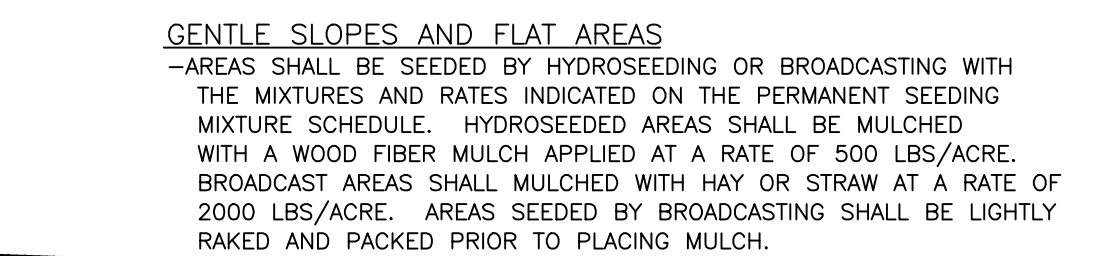 GENTLE SLOPES AND FLAT AREAS
-AREAS SHALL BE SEEDED BY HYDROSEEDING OR BROADCASTING WITH
THE MIXTURES AND RATES INDICATED ON THE PERMANENT SEEDING
MIXTURE SCHEDULE. HYDROSEEDED AREAS SHALL BE MULCHED
WITH A WOOD FIBER MULCH APPLIED AT A RATE OF 500 LBS/ACRE.
BROADCAST AREAS SHALL MULCHED WITH HAY OR STRAW AT A RATE OF
2000 LBS/ACRE. AREAS SEEDED BY BROADCASTING SHALL BE LIGHTLY
RAKED AND PACKED PRIOR TO PLACING MULCH.